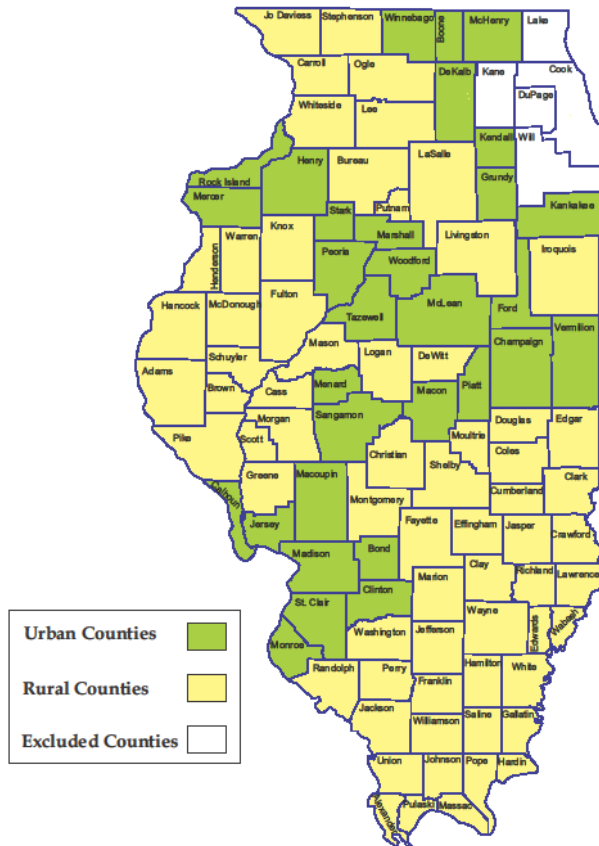 Jo Daviess
Stephenson
Winnebago
Boone
McHenry
Lake
Carroll
Ogle
DeKalb
Kane
Cook
DuPage
Whiteside
Lee
Will
Kendall
LaSalle
Henry
Bureau
Rock Island
Grundy
Mercer
Putnam
Kankakee
Stark
Knox
Marshall
Livingston
Warren
Henderson
Peoria
Woodford
Iroquois
Fulton
McLean
Ford
Hancock
McDonough
Tazewell
Mason
Champaign
Vermilion
Schuyler
Logan
DeWitt
Adams
Menard
Piatt
Brown
Cass
Macon
Sangamon
Morgan
Douglas
Edgar
Pike
Scott
Moultrie
Christian
Coles
Shelby
Greene
Macoupin
Clark
Calhoun
Cumberland
Montgomery
Jersey
Fayette
Effingham
Jasper
Crawford
Madison
Bond
Clay
Richland
Lawrence
Marion
Clinton
St. Clair
Wayne
Edwards
Wabash
Washington
Jefferson
Monroe
Randolph
Perry
Hamilton
White
Franklin
Jackson
Williamson
Saline
Gallatin
Union
Johnson
Pope
Hardin
Alexander
Pulaski
Massac
Urban Counties
Rural Counties
Excluded Counties